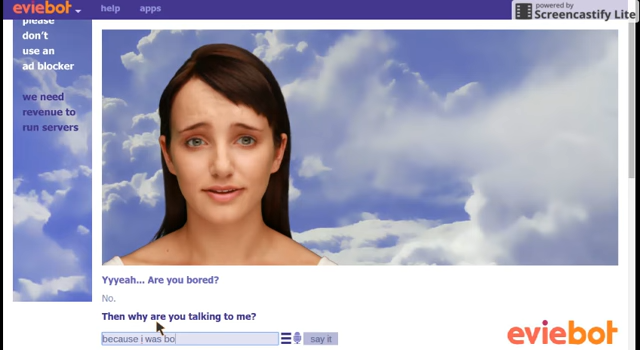 eviebot
help
apps
powered by
Screencastify Lite
please
don't
use an
ad blocker
we need
revenue to
run servers
Yyyeah... Are you bored?
No.
Then why are you talking to me?
because i was bo
say it
eviebot